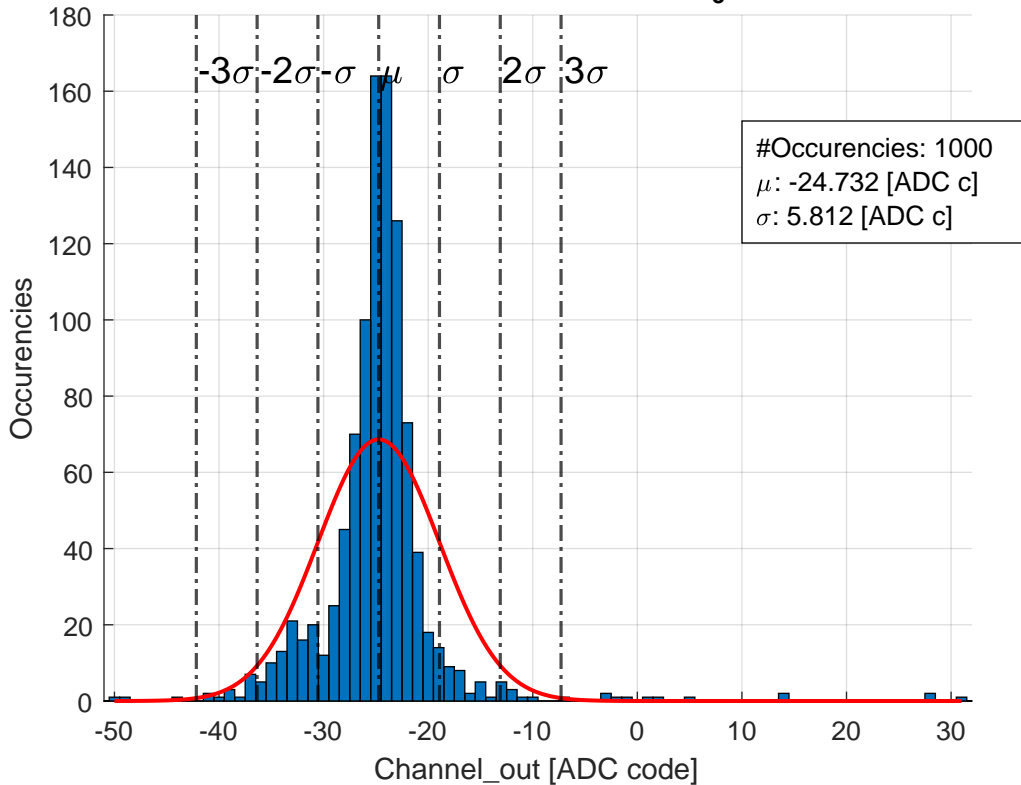 180
160
140
120
100
80
60
40
20
0
-3σ -2σ -σ μ σ 2σ 3σ
#Occurencies: 1000
μ: -24.732 [ADC c]
σ: 5.812 [ADC c]
Occurencies
-50 -40 -30 -20 -10 0 10 20 30
Channel_out [ADC code]